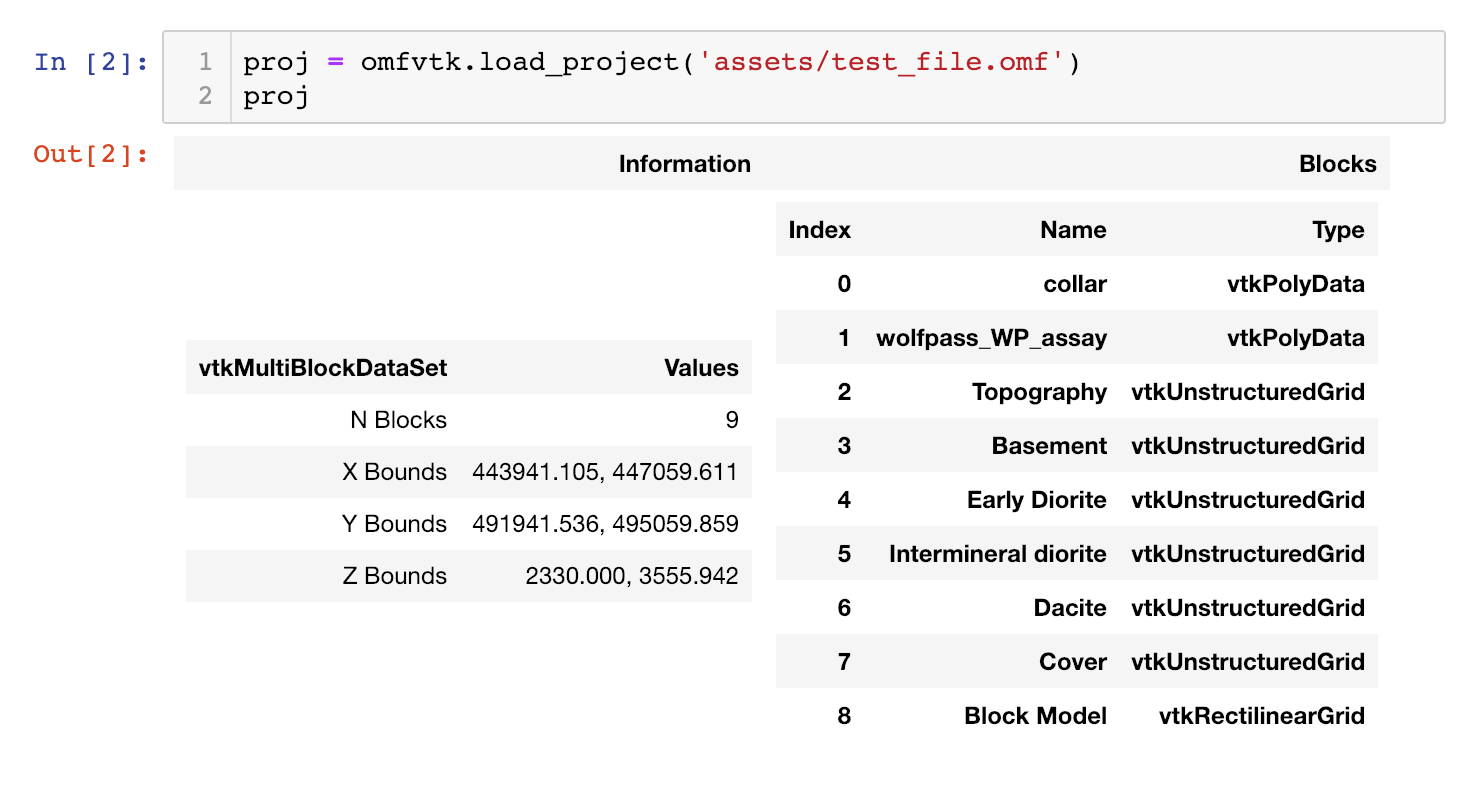 In [2]:
1 proj = omfvtk.load_project('assets/test_file.omf')
2 proj
Out[2]:
Information Blocks
vtkMultiBlockDataSet Values
N Blocks 9
X Bounds 443941.105, 447059.611
Y Bounds 491941.536, 495059.859
Z Bounds 2330.000, 3555.942
Index Name Type
0 collar vtkPolyData
1 wolfpass_WP_assay vtkPolyData
2 Topography vtkUnstructuredGrid
3 Basement vtkUnstructuredGrid
4 Early Diorite vtkUnstructuredGrid
5 Intermineral diorite vtkUnstructuredGrid
6 Dacite vtkUnstructuredGrid
7 Cover vtkUnstructuredGrid
8 Block Model vtkRectilinearGrid